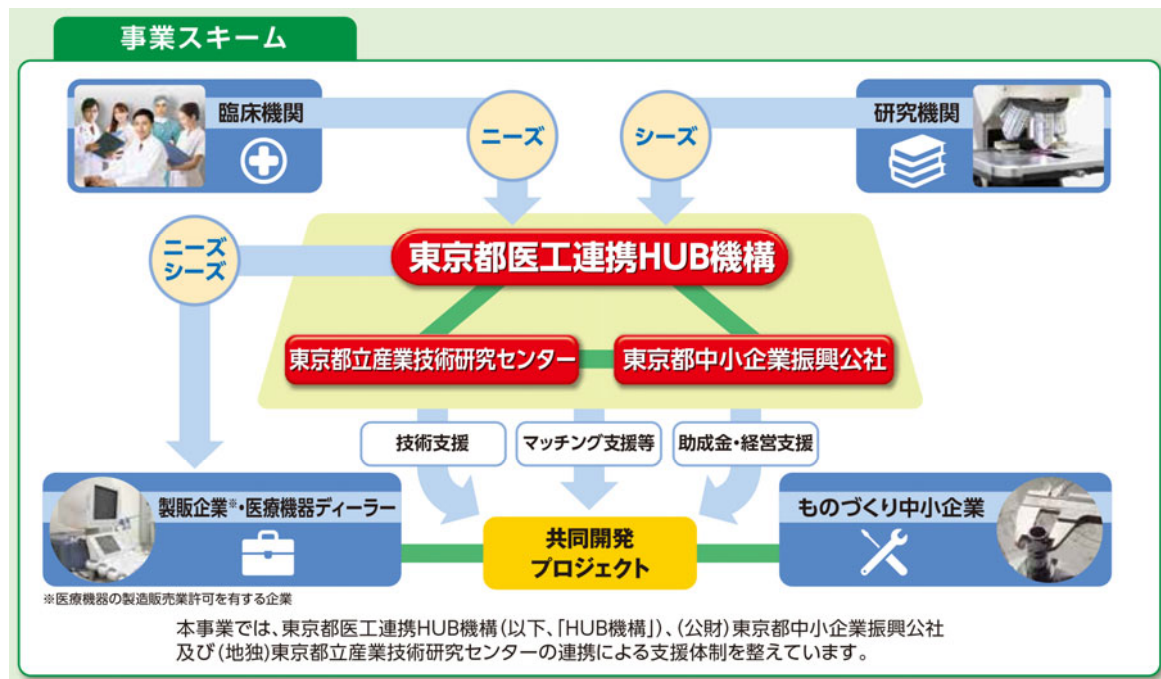 事業スキーム
臨床機関
ニーズ
シーズ
研究機関
ニーズ
シーズ
東京都医工連携HUB機構
東京都立産業技術研究センター
東京都中小企業振興公社
技術支援
マッチング支援等
助成金・経営支援
製販企業※・医療機器ディーラー
共同開発
プロジェクト
ものづくり中小企業
※医療機器の製造販売業許可を有する企業
本事業では、東京都医工連携HUB機構(以下、「HUB機構」)、(公財)東京都中小企業振興公社
及び(地独)東京都立産業技術研究センターの連携による支援体制を整えています。